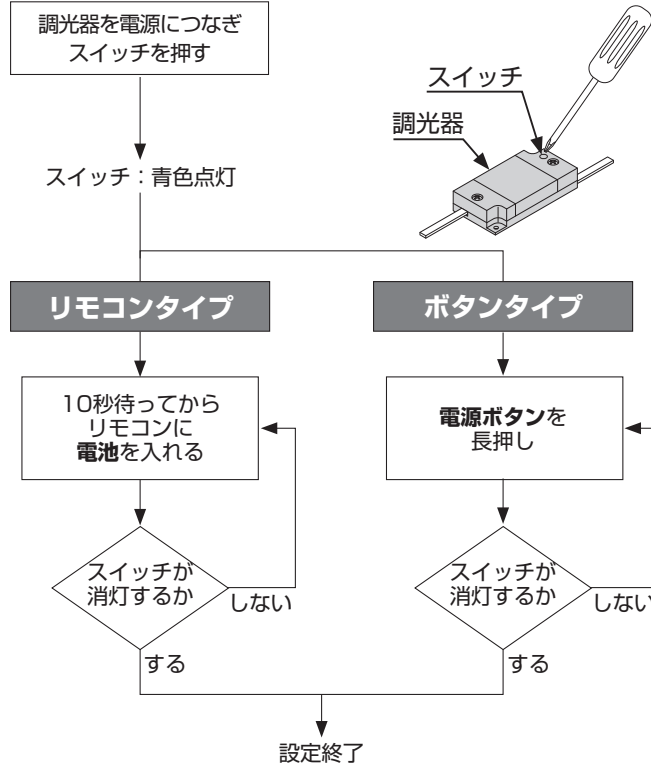 調光器を電源につなぎ
スイッチを押す
スイッチ
調光器
スイッチ：青色点灯
リモコンタイプ
ボタンタイプ
10秒待ってから
リモコンに
電池を入れる
電源ボタンを
長押し
スイッチが
消灯するか
しない
する
スイッチが
消灯するか
しない
する
設定終了